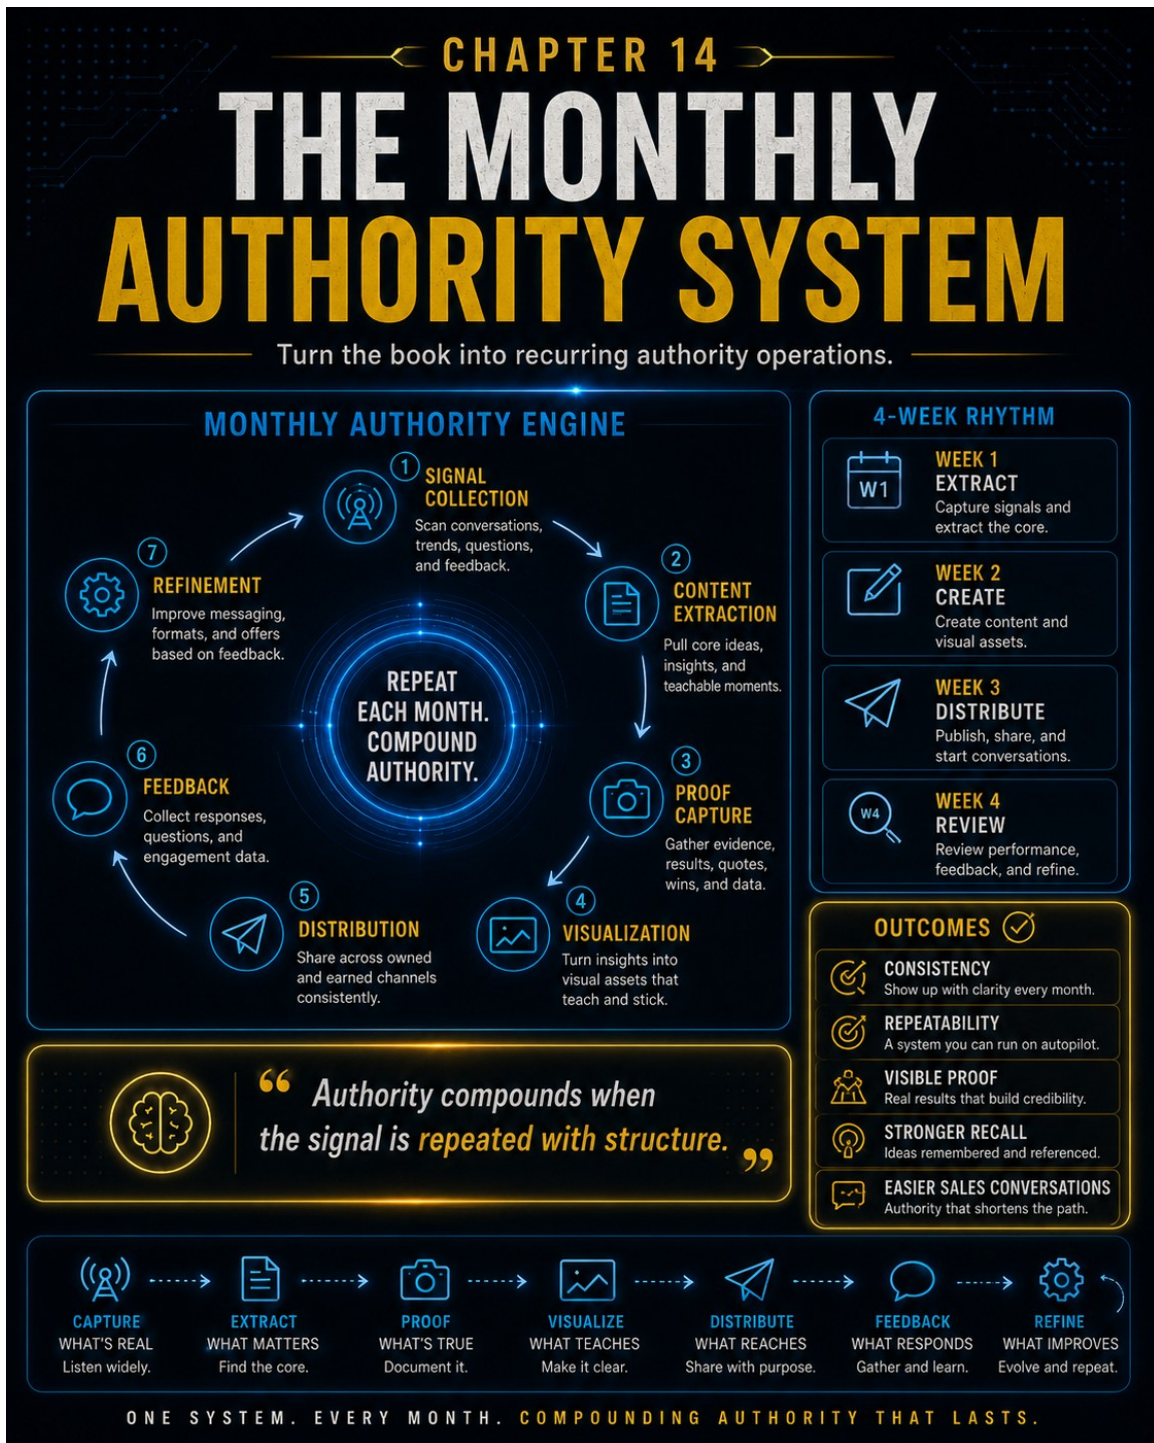 CHAPTER 14
THE MONTHLY
AUTHORITY SYSTEM
Turn the book into recurring authority operations.
MONTHLY AUTHORITY ENGINE
1
SIGNAL
COLLECTION
Scan conversations,
trends, questions,
and feedback.
2
CONTENT
EXTRACTION
Pull core ideas,
insights, and
teachable moments.
3
PROOF
CAPTURE
Gather evidence,
results, quotes,
wins, and data.
4
VISUALIZATION
Turn insights into
visual assets that
teach and stick.
5
DISTRIBUTION
Share across owned
and earned channels
consistently.
6
FEEDBACK
Collect responses,
questions, and
engagement data.
7
REFINEMENT
Improve messaging,
formats, and offers
based on feedback.
REPEAT
EACH MONTH.
COMPOUND
AUTHORITY.
4-WEEK RHYTHM
W1
WEEK 1
EXTRACT
Capture signals and
extract the core.
WEEK 2
CREATE
Create content and
visual assets.
WEEK 3
DISTRIBUTE
Publish, share, and
start conversations.
W4
WEEK 4
REVIEW
Review performance,
feedback, and refine.
OUTCOMES
CONSISTENCY
Show up with clarity every month.
REPEATABILITY
A system you can run on autopilot.
VISIBLE PROOF
Real results that build credibility.
STRONGER RECALL
Ideas remembered and referenced.
EASIER SALES CONVERSATIONS
Authority that shortens the path.
“ Authority compounds when
the signal is repeated with structure. ”
CAPTURE
WHAT'S REAL
Listen widely.
EXTRACT
WHAT MATTERS
Find the core.
PROOF
WHAT'S TRUE
Document it.
VISUALIZE
WHAT TEACHES
Make it clear.
DISTRIBUTE
WHAT REACHES
Share with purpose.
FEEDBACK
WHAT RESPONDS
Gather and learn.
REFINE
WHAT IMPROVES
Evolve and repeat.
ONE SYSTEM. EVERY MONTH. COMPOUNDING AUTHORITY THAT LASTS.